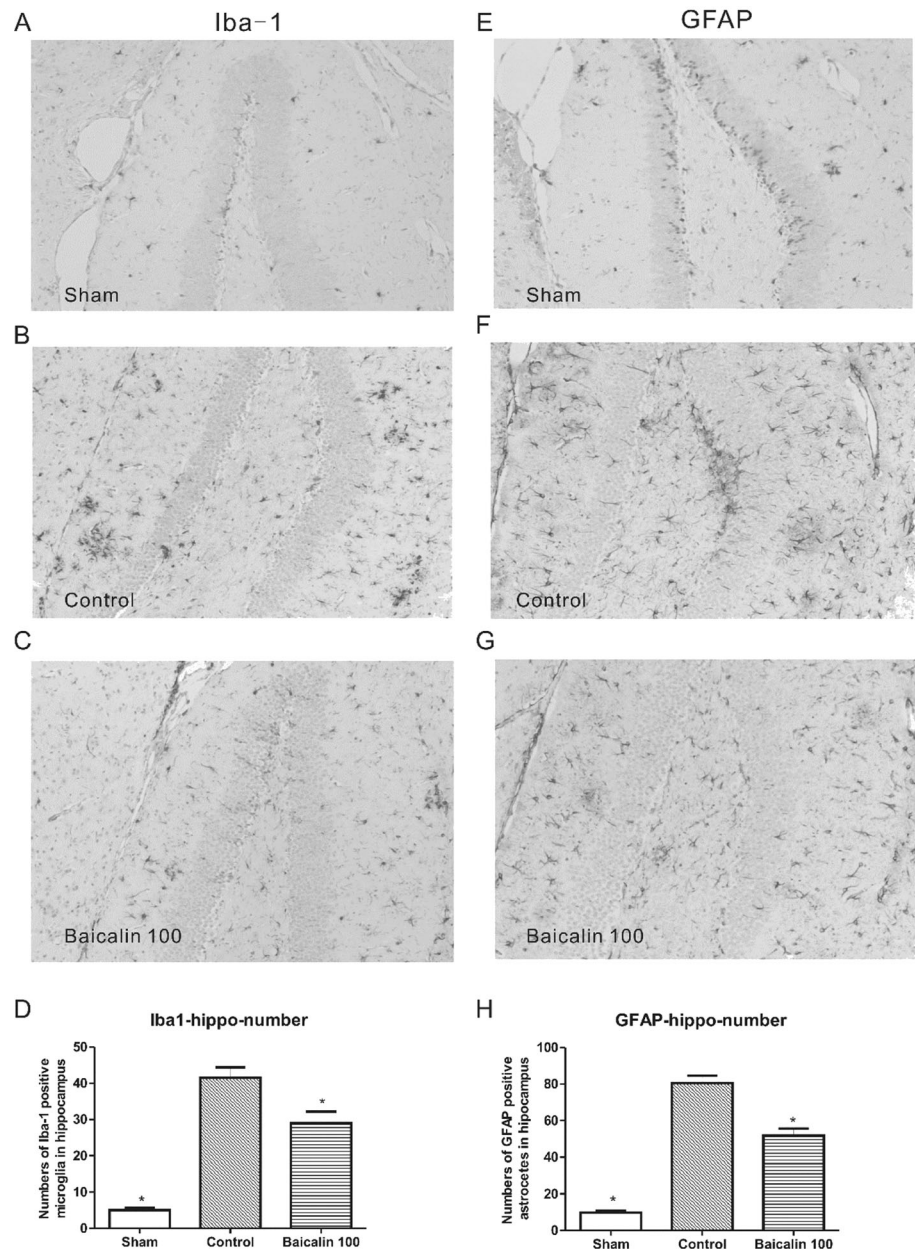 A
Iba-1
E
GFAP
Sham
Sham
B
F
Control
Control
C
G
Baicalin 100
Baicalin 100
D
Iba1-hippo-number
Numbers of Iba-1 positive
microglia in hippocampus
50
40
30
20
10
0
*
*
Sham
Control
Baicalin 100
H
GFAP-hippo-number
Numbers of GFAP positive
astrocetes in hippocampus
100
80
60
40
20
0
*
*
Sham
Control
Baicalin 100